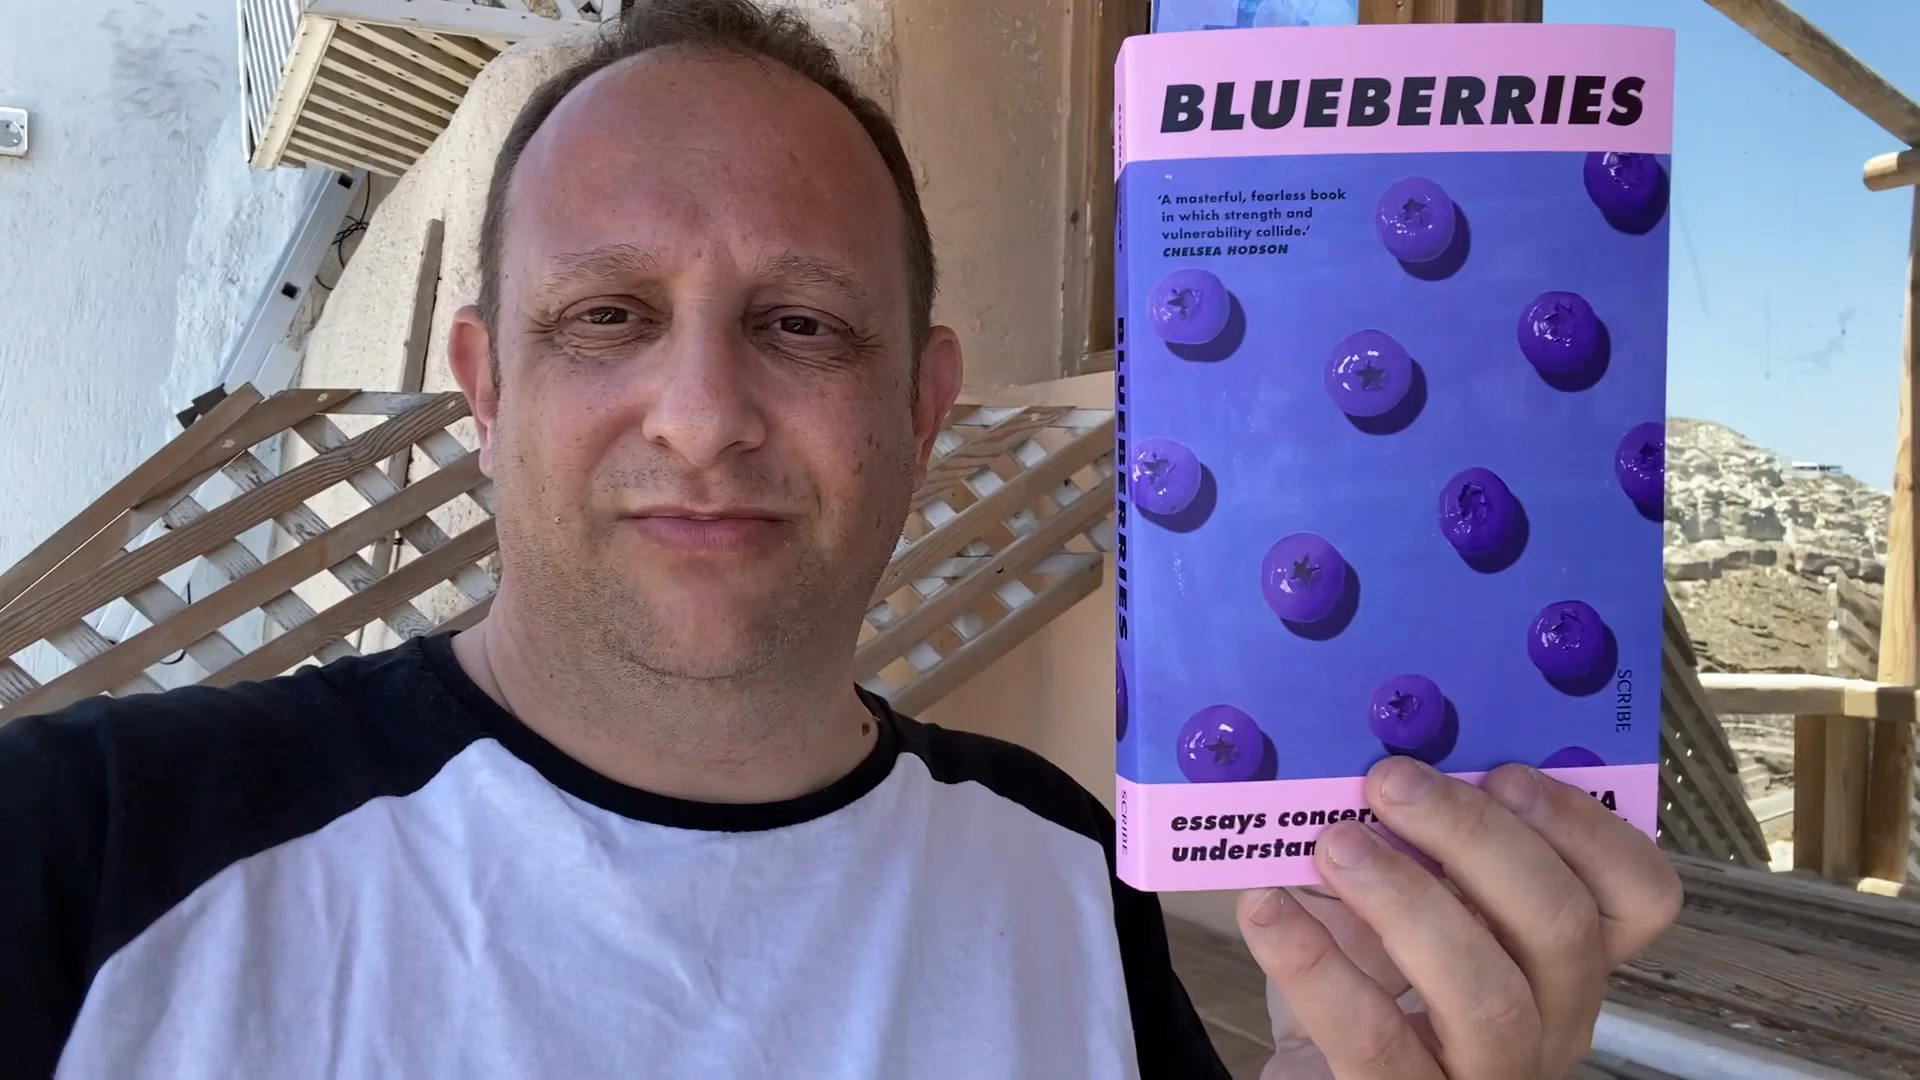 BLUEBERRIES
‘A masterful, fearless book
in which strength and
vulnerability collide.’
CHELSEA HODSON
BLUEBERRIES
SCRIBE
SCRIBE
essays concer
understan